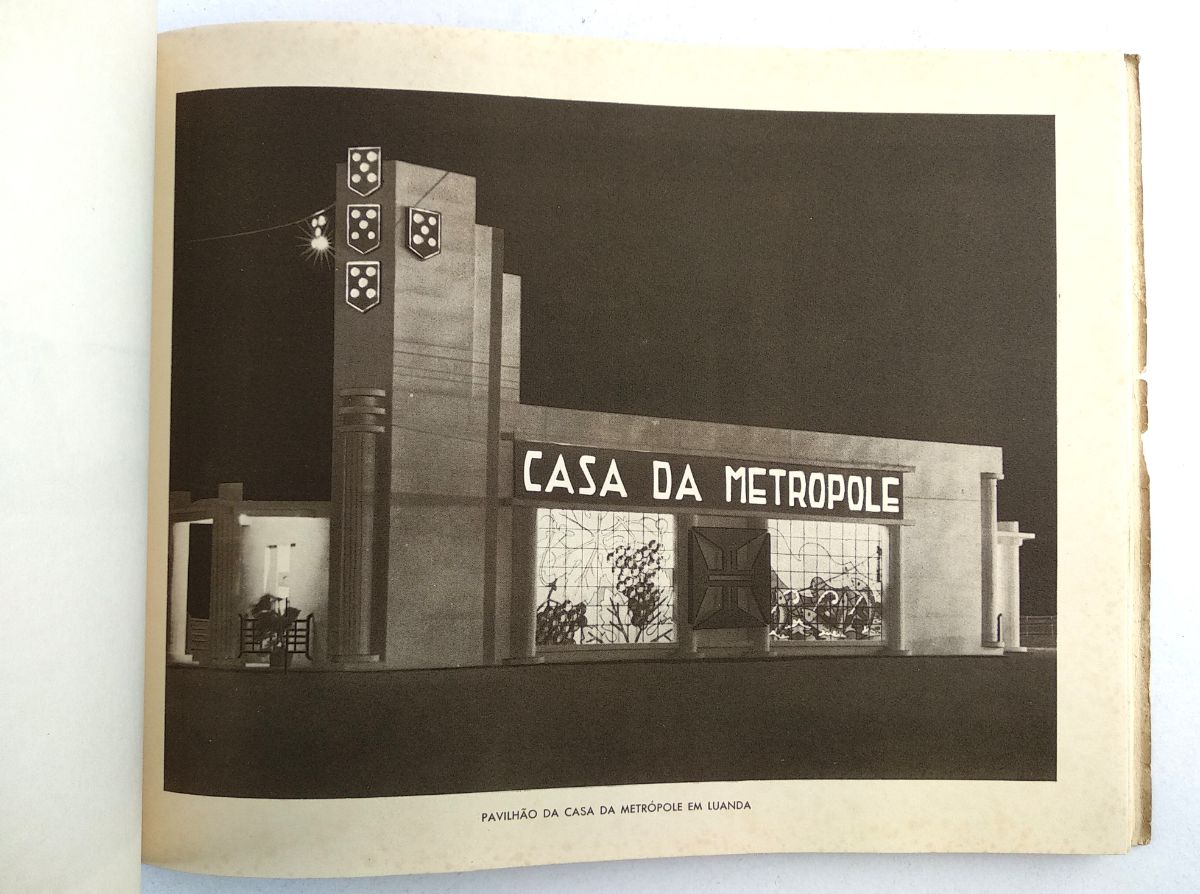 CASA DA METROPOLE
PAVILHÃO DA CASA DA METRÓPOLE EM LUANDA